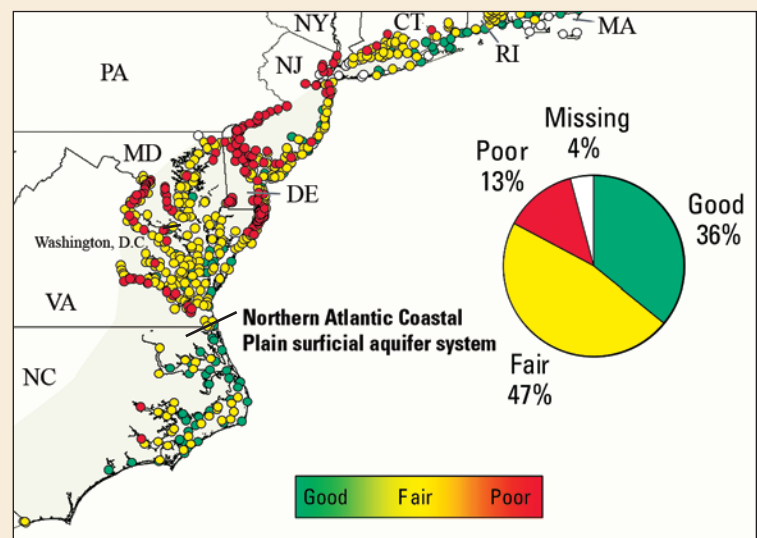 NY
CT
MA
RI
NJ
PA
MD
DE
Washington, D.C.
VA
NC
Northern Atlantic Coastal
Plain surficial aquifer system
Missing
4%
Poor
13%
Good
36%
Fair
47%
Good Fair Poor